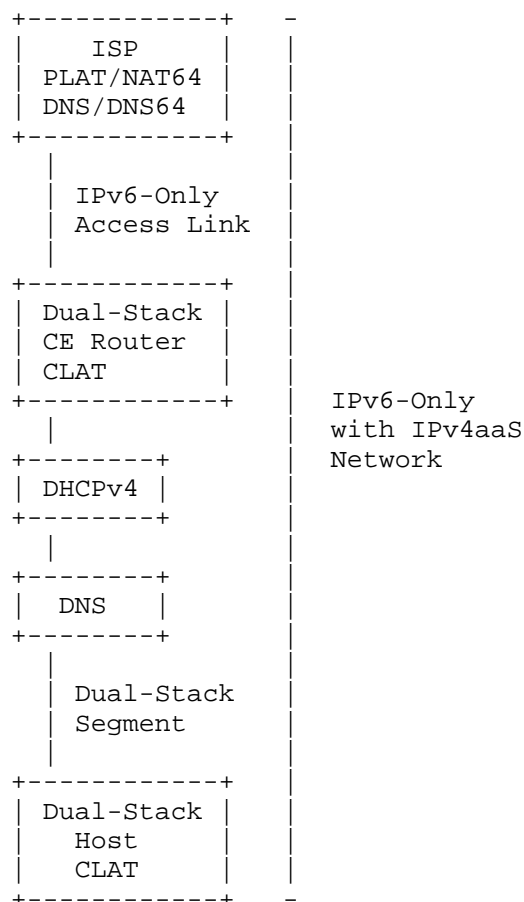 ISP
PLAT/NAT64
DNS/DNS64
IPv6-Only
Access Link
Dual-Stack
CE Router
CLAT
IPv6-Only
with IPv4aaS
Network
DHCPv4
DNS
Dual-Stack
Segment
Dual-Stack
Host
CLAT